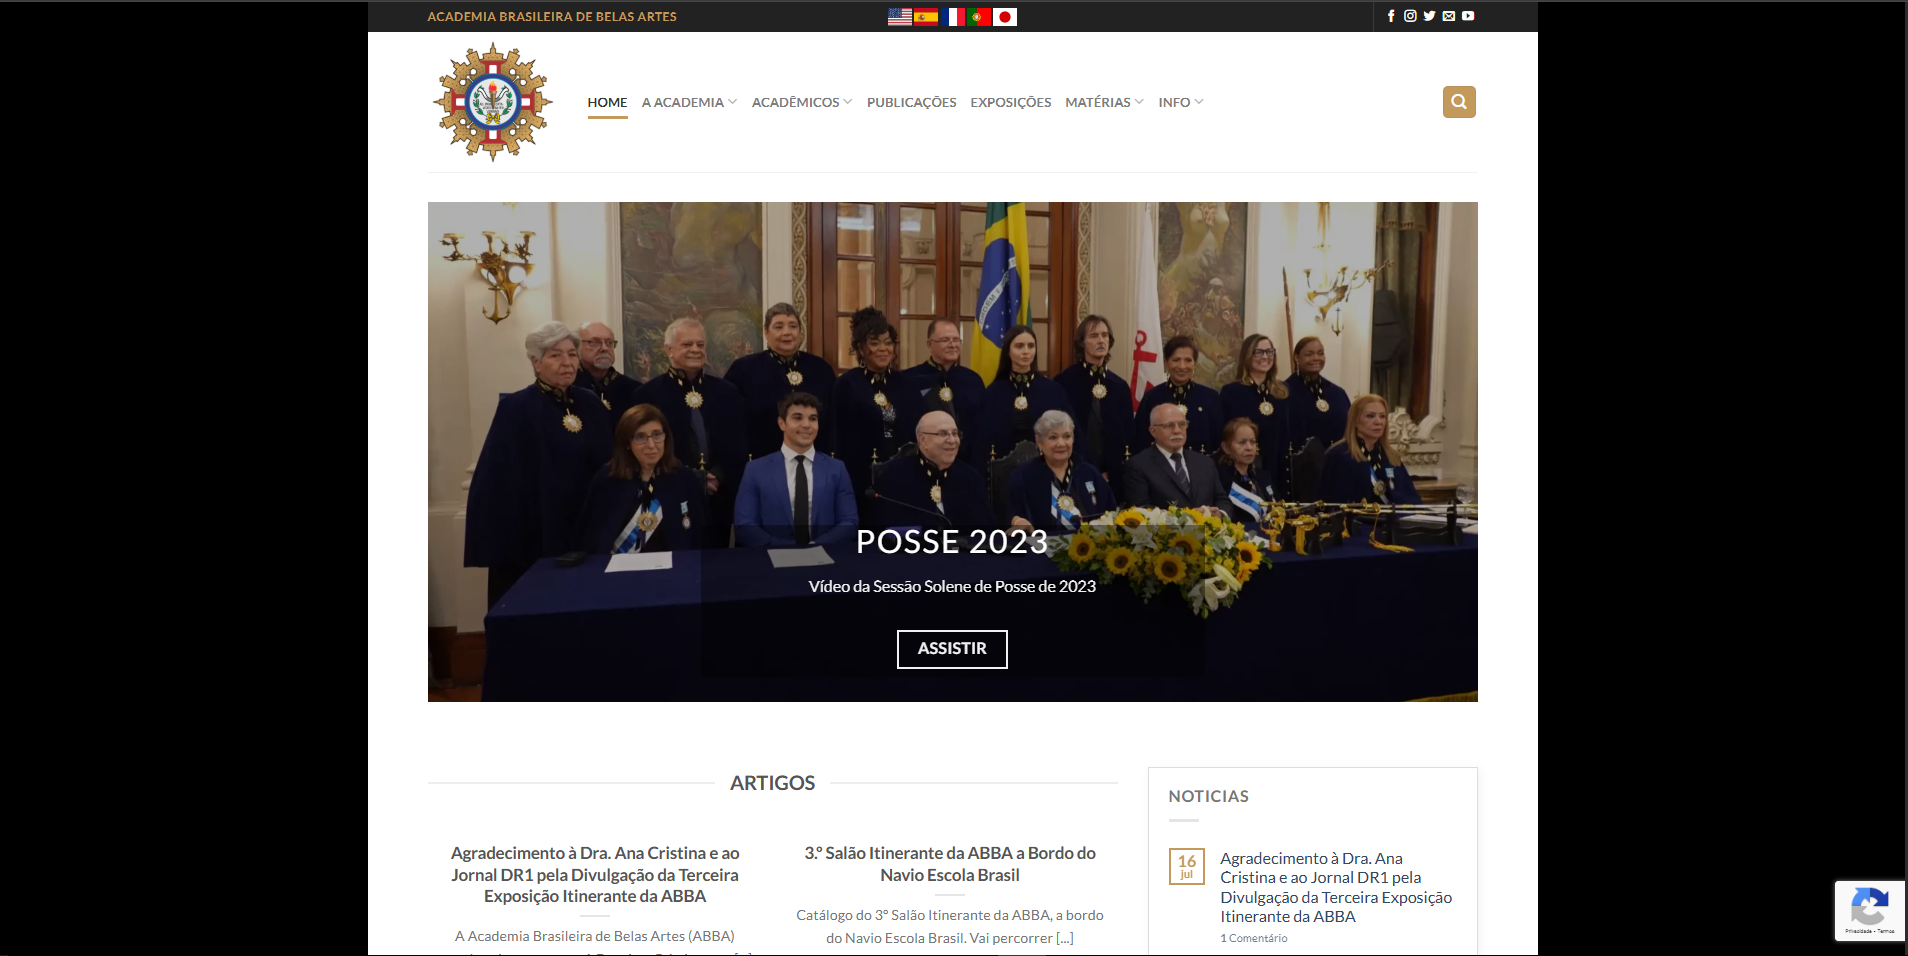 ACADEMIA BRASILEIRA DE BELAS ARTES
HOME
A ACADEMIA
ACADÊMICOS
PUBLICAÇÕES
EXPOSIÇÕES
MATÉRIAS
INFO
POSSE 2023
Vídeo da Sessão Solene de Posse de 2023
ASSISTIR
ARTIGOS
Agradecimento à Dra. Ana Cristina e ao
Jornal DR1 pela Divulgação da Terceira
Exposição Itinerante da ABBA
A Academia Brasileira de Belas Artes (ABBA)
3.º Salão Itinerante da ABBA a Bordo do
Navio Escola Brasil
Catálogo do 3º Salão Itinerante da ABBA, a bordo
do Navio Escola Brasil. Vai percorrer [...]
NOTICIAS
16
jul
Agradecimento à Dra. Ana
Cristina e ao Jornal DR1 pela
Divulgação da Terceira Exposição
Itinerante da ABBA
1 Comentário
Privacidade - Termos